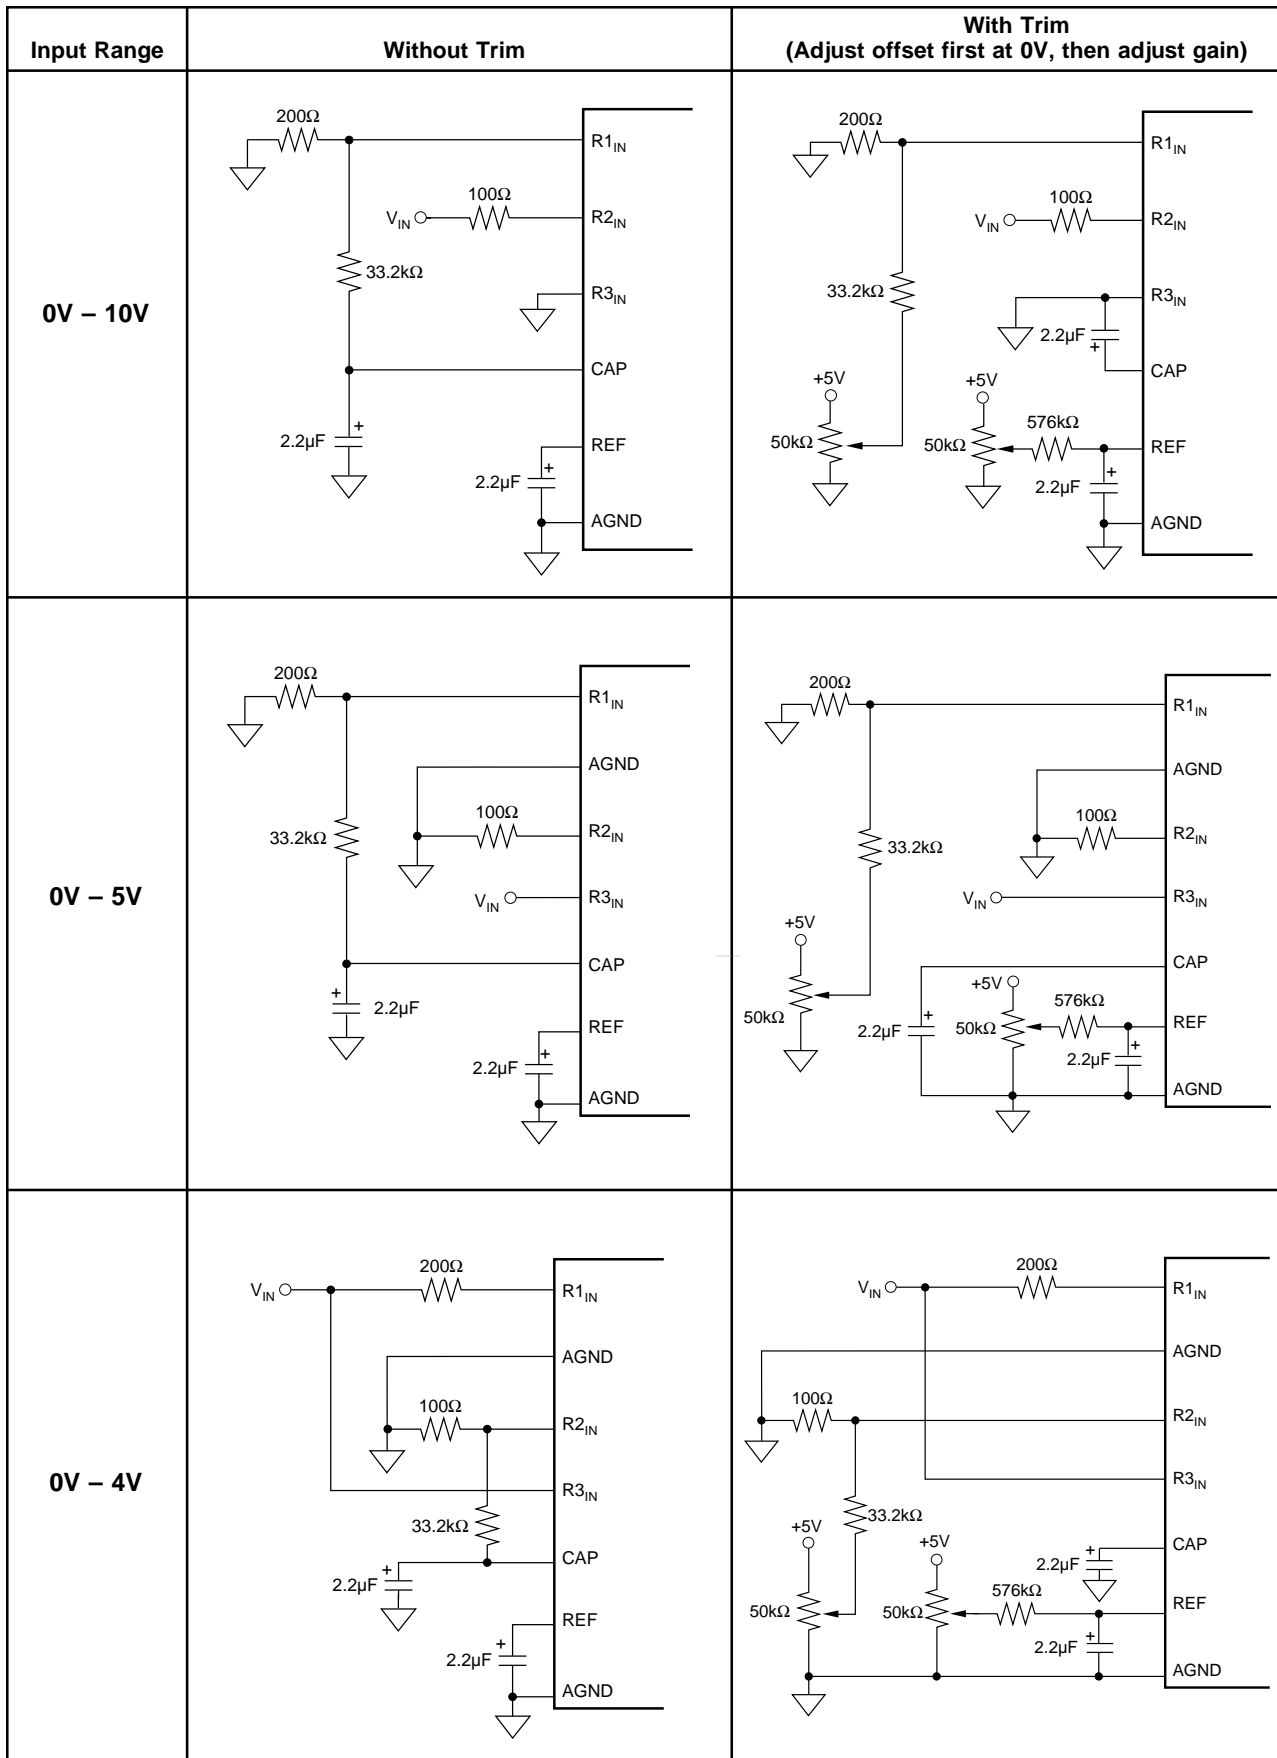 Input Range
Without Trim
With Trim
(Adjust offset first at 0V, then adjust gain)
0V – 10V
200Ω
R1IN
100Ω
VIN
R2IN
33.2kΩ
R3IN
CAP
2.2µF
+
REF
+
2.2µF
AGND
200Ω
R1IN
100Ω
VIN
R2IN
33.2kΩ
R3IN
2.2µF
+
CAP
+5V
+5V
50kΩ
50kΩ
576kΩ
REF
+
2.2µF
AGND
0V – 5V
200Ω
R1IN
AGND
100Ω
R2IN
33.2kΩ
VIN
R3IN
CAP
+
2.2µF
REF
+
2.2µF
AGND
200Ω
R1IN
AGND
100Ω
R2IN
33.2kΩ
VIN
R3IN
+5V
CAP
+5V
50kΩ
+
2.2µF
50kΩ
576kΩ
REF
+
2.2µF
AGND
0V – 4V
200Ω
VIN
R1IN
AGND
100Ω
R2IN
R3IN
33.2kΩ
CAP
+
2.2µF
REF
+
2.2µF
AGND
200Ω
VIN
R1IN
AGND
100Ω
R2IN
R3IN
33.2kΩ
+5V
+5V
CAP
+
2.2µF
50kΩ
50kΩ
576kΩ
REF
+
2.2µF
AGND